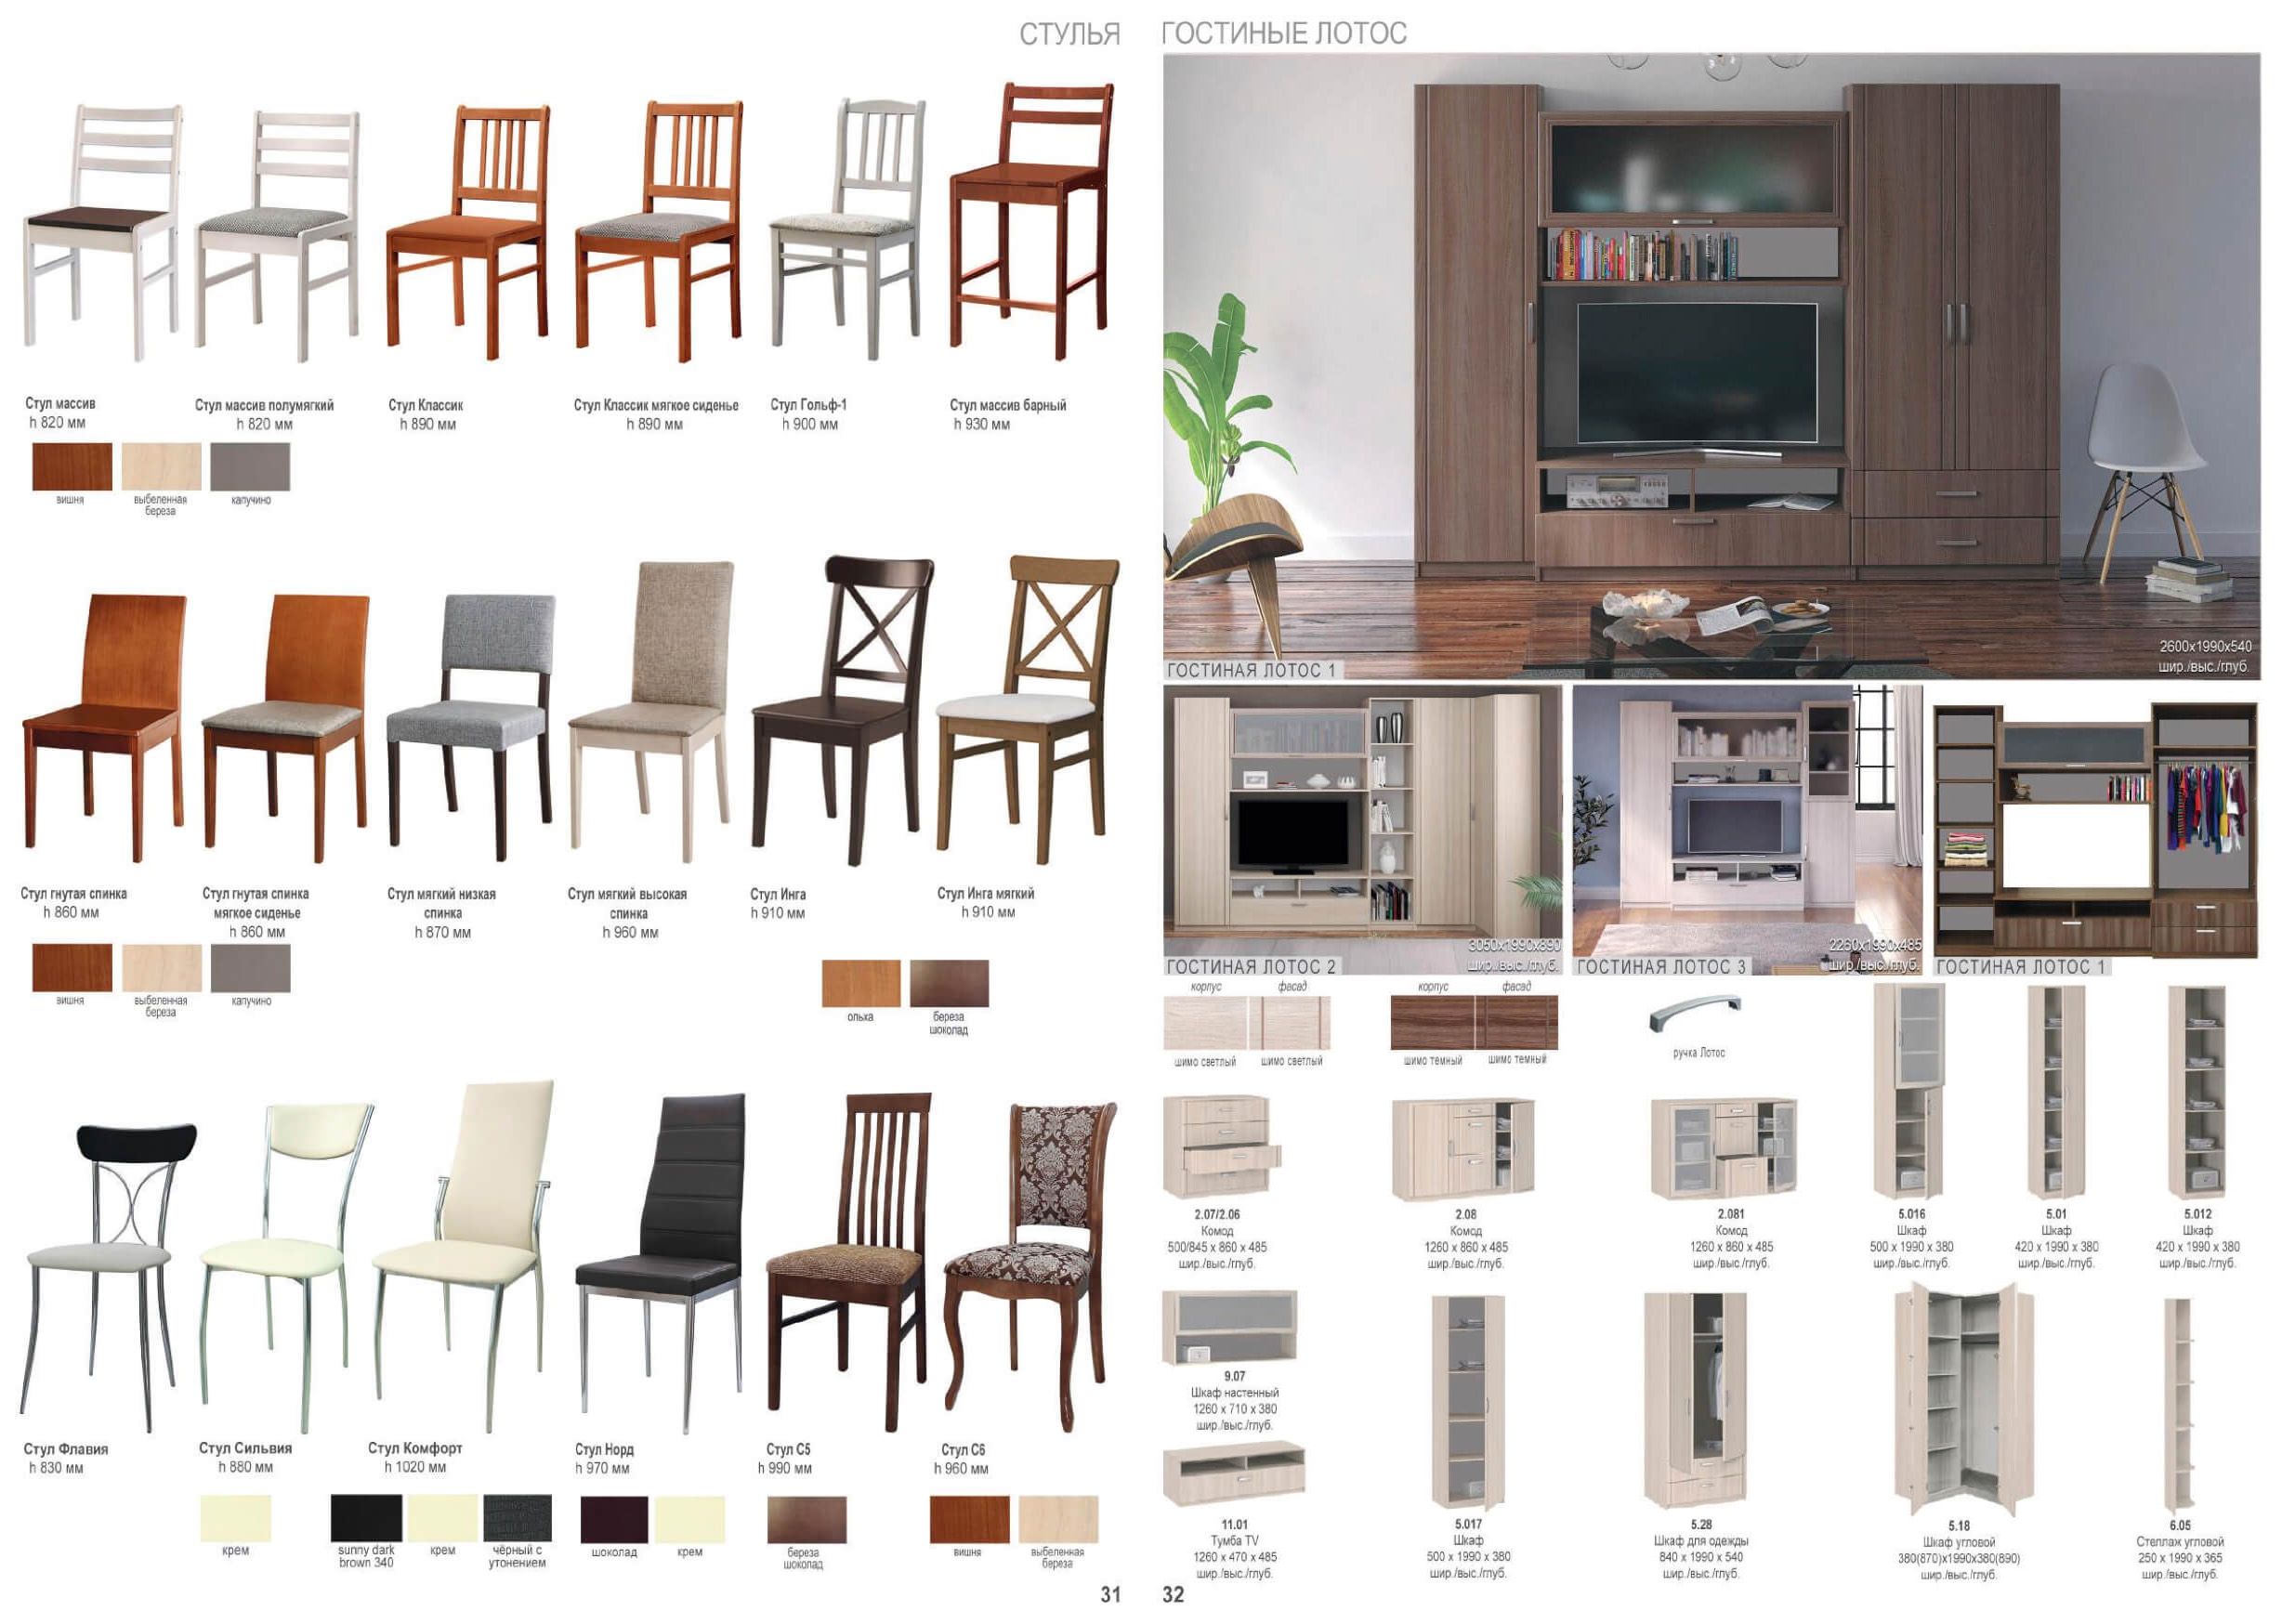 СТУЛЬЯ
Стул массив
h 820 мм
Стул массив полумягкий
h 820 мм
Стул Классик
h 890 мм
Стул Классик мягкое сиденье
h 890 мм
Стул Гольф-1
h 900 мм
Стул массив барный
h 930 мм
вишня
выбеленная
береза
капучино
Стул гнутая спинка
h 860 мм
Стул гнутая спинка
мягкое сиденье
h 860 мм
Стул мягкий низкая
спинка
h 870 мм
Стул мягкий высокая
спинка
h 960 мм
Стул Инга
h 910 мм
Стул Инга мягкий
h 910 мм
вишня
выбеленная
береза
капучино
ольха
береза
шоколад
Стул Флавия
h 830 мм
Стул Сильвия
h 880 мм
Стул Комфорт
h 1020 мм
Стул Норд
h 970 мм
Стул С5
h 990 мм
Стул С6
h 960 мм
крем
sunny dark
brown 340
крем
чёрный с
утонением
шоколад
крем
береза
шоколад
вишня
выбеленная
береза
31
ГОСТИНЫЕ ЛОТОС
2600х1990х540
шир./выс./глуб.
ГОСТИНАЯ ЛОТОС 1
3050х1990х890
шир./выс./глуб.
ГОСТИНАЯ ЛОТОС 2
2260х1990х485
шир./выс./глуб.
ГОСТИНАЯ ЛОТОС 3
ГОСТИНАЯ ЛОТОС 1
корпус
фасад
шимо светлый
шимо светлый
корпус
фасад
шимо темный
шимо темный
ручка Лотос
2.07/2.06
Комод
500/845 х 860 х 485
шир./выс./глуб.
2.08
Комод
1260 х 860 х 485
шир./выс./глуб.
2.081
Комод
1260 х 860 х 485
шир./выс./глуб.
5.016
Шкаф
500 х 1990 х 380
шир./выс./глуб.
5.01
Шкаф
420 х 1990 х 380
шир./выс./глуб.
5.012
Шкаф
420 х 1990 х 380
шир./выс./глуб.
9.07
Шкаф настенный
1260 х 710 х 380
шир./выс./глуб.
11.01
Тумба TV
1260 х 470 х 485
шир./выс./глуб.
5.017
Шкаф
500 х 1990 х 380
шир./выс./глуб.
5.28
Шкаф для одежды
840 х 1990 х 540
шир./выс./глуб.
5.18
Шкаф угловой
380(870)х1990х380(890)
шир./выс./глуб.
6.05
Стеллаж угловой
250 х 1990 х 365
шир./выс./глуб.
32